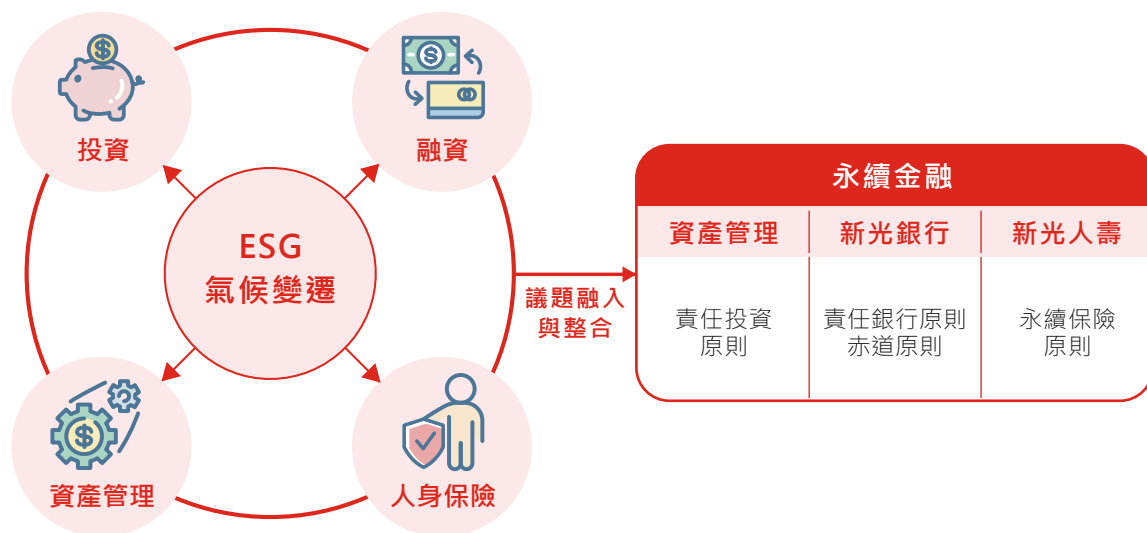 投資
融資
ESG
氣候變遷
資產管理
人身保險
議題融入
與整合
永續金融
資產管理
新光銀行
新光人壽
責任投資
原則
責任銀行原則
赤道原則
永續保險
原則